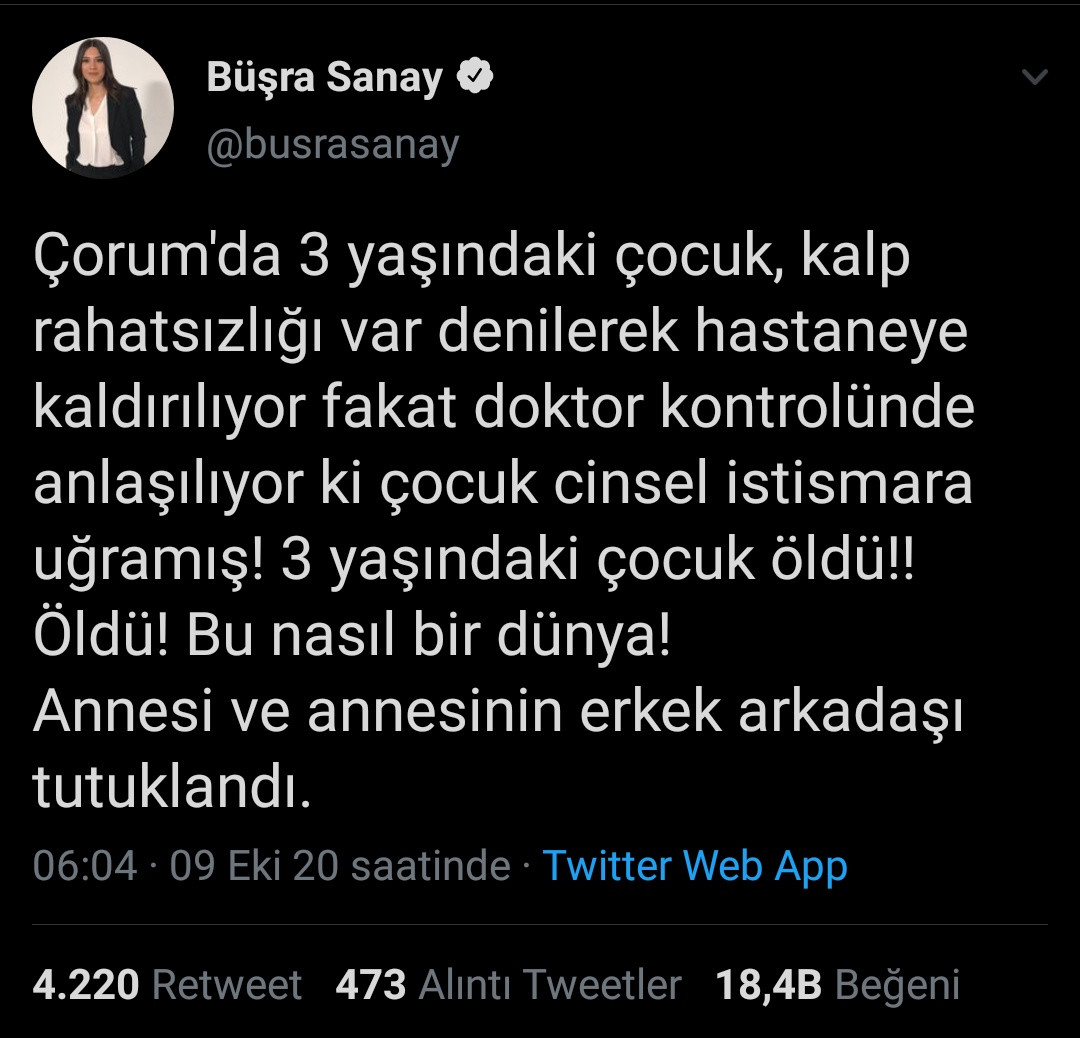 Büşra Sanay
@busrasanay
Çorum'da 3 yaşındaki çocuk, kalp
rahatsızlığı var denilerek hastaneye
kaldırılıyor fakat doktor kontrolünde
anlaşılıyor ki çocuk cinsel istismara
uğramış! 3 yaşındaki çocuk öldü!!
Öldü! Bu nasıl bir dünya!
Annesi ve annesinin erkek arkadaşı
tutuklandı.
06:04 · 09 Eki 20 saatinde · Twitter Web App
4.220 Retweet 473 Alıntı Tweetler 18,4B Beğeni